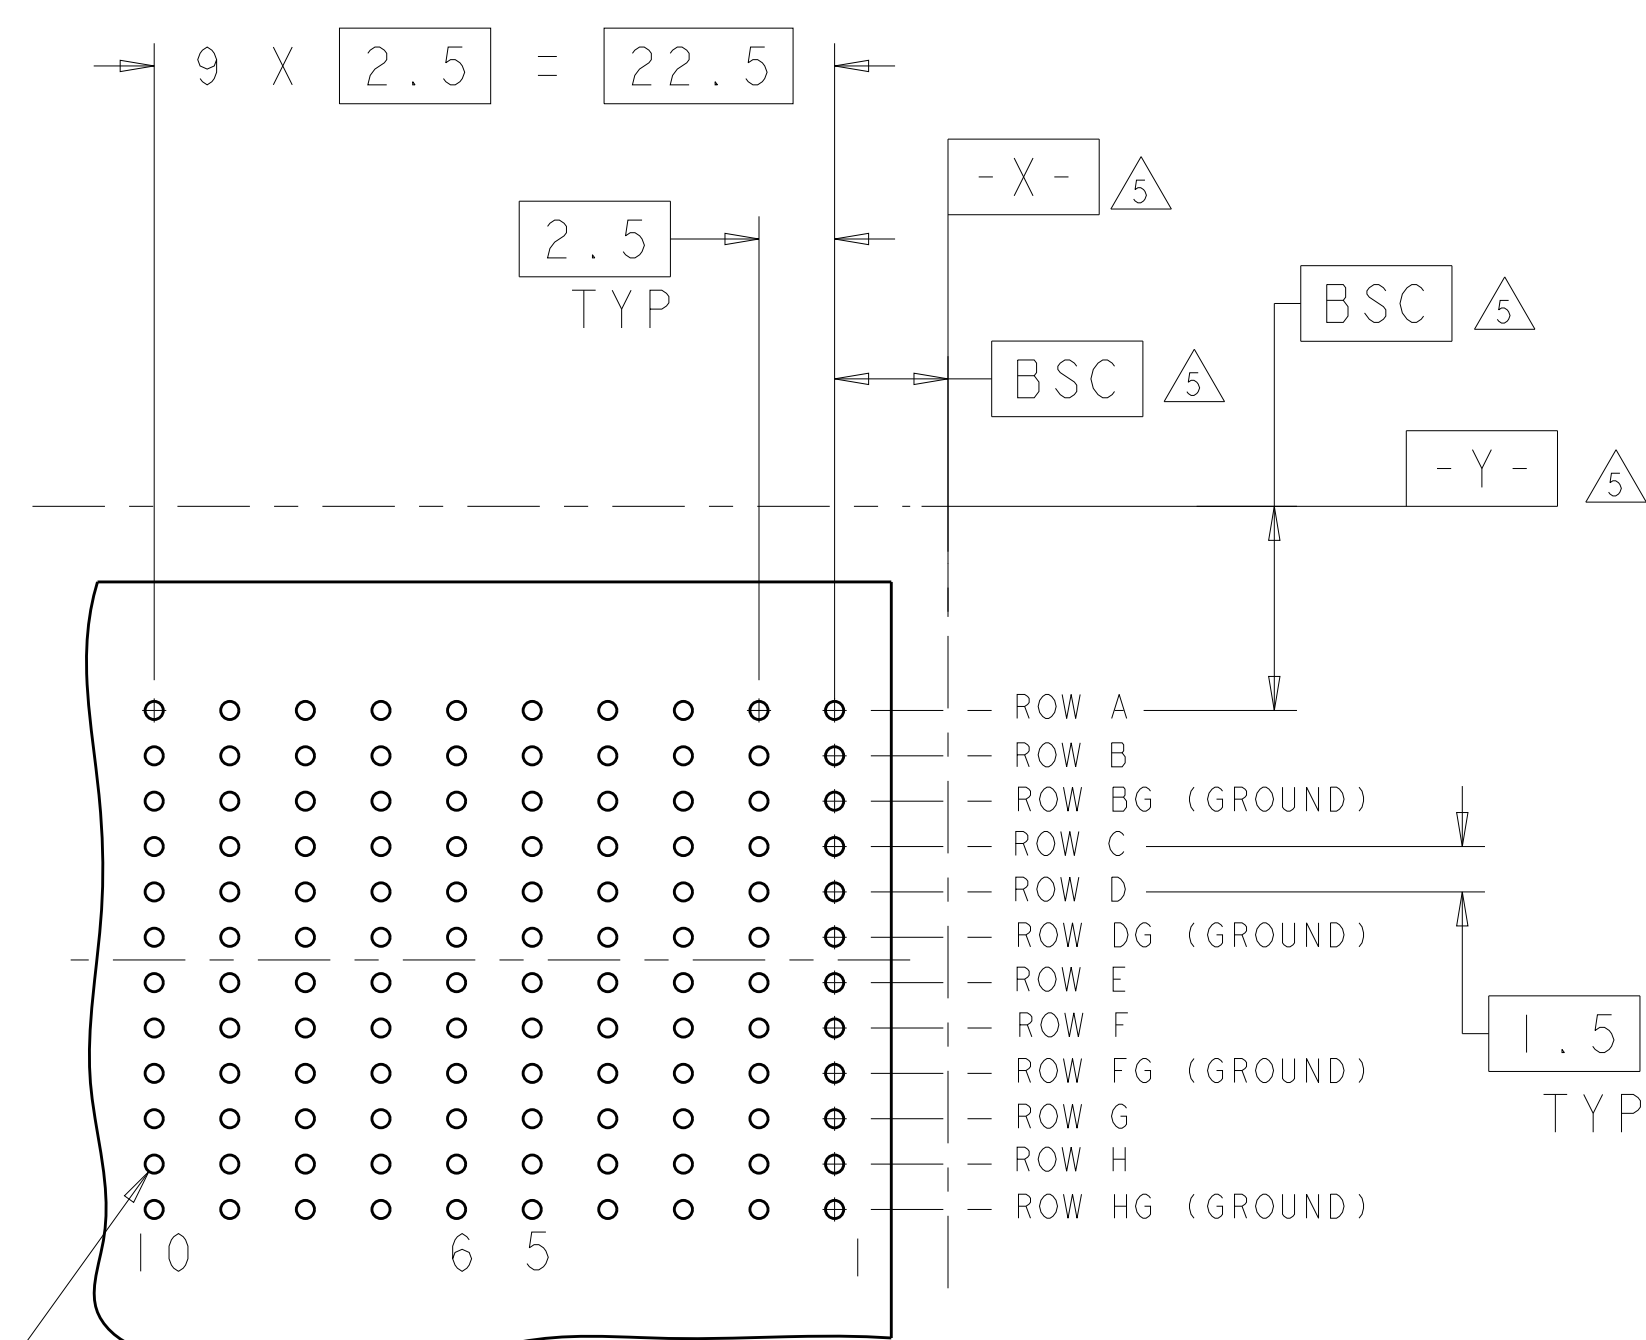 9 X 2.5 = 22.5
-X- 5
2.5
TYP
BSC 5
BSC 5
-Y- 5
ROW A
ROW B
ROW BG (GROUND)
ROW C
ROW D
ROW DG (GROUND)
ROW E
ROW F
1.5
TYP
ROW FG (GROUND)
ROW G
ROW H
ROW HG (GROUND)
10 6 5 1